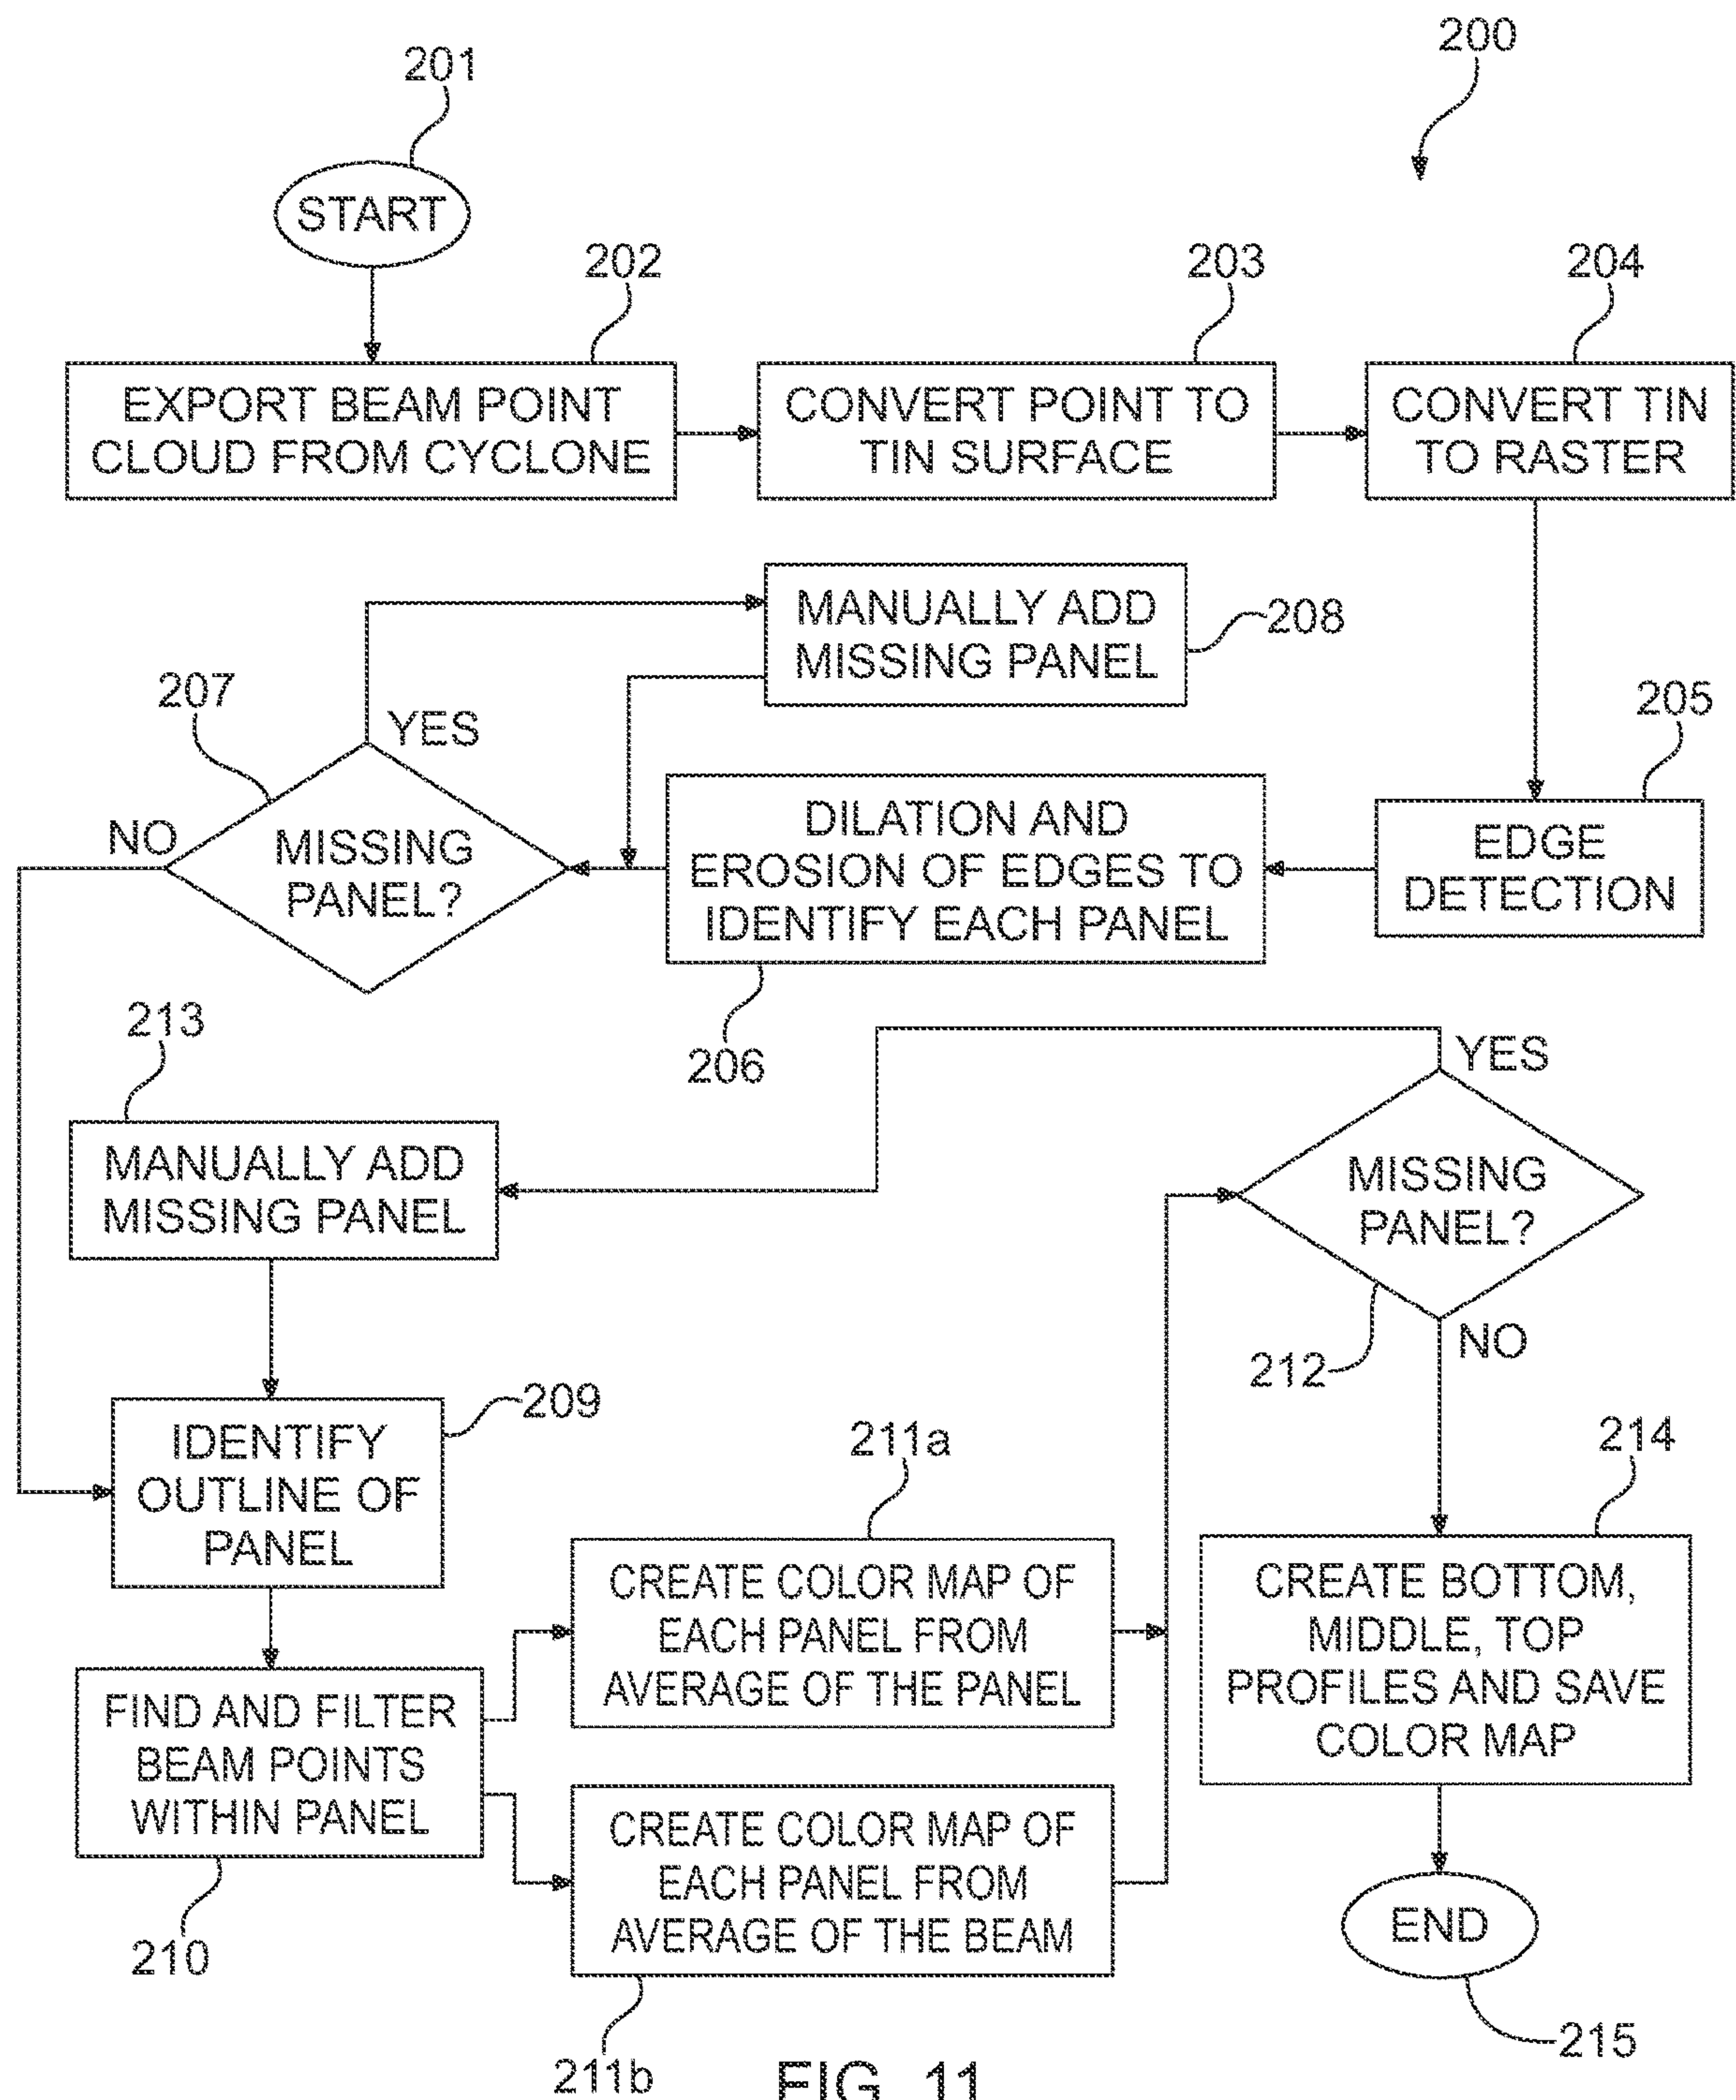 200
201
START
202
203
204
EXPORT BEAM POINT
CLOUD FROM CYCLONE
CONVERT POINT TO
TIN SURFACE
CONVERT TIN
TO RASTER
MANUALLY ADD
MISSING PANEL
208
207
YES
205
NO
MISSING
PANEL?
DILATION AND
EROSION OF EDGES TO
IDENTIFY EACH PANEL
EDGE
DETECTION
206
213
YES
MANUALLY ADD
MISSING PANEL
MISSING
PANEL?
212
NO
209
IDENTIFY
OUTLINE OF
PANEL
211a
214
CREATE COLOR MAP OF
EACH PANEL FROM
AVERAGE OF THE PANEL
CREATE BOTTOM,
MIDDLE, TOP
PROFILES AND SAVE
COLOR MAP
FIND AND FILTER
BEAM POINTS
WITHIN PANEL
CREATE COLOR MAP OF
EACH PANEL FROM
AVERAGE OF THE BEAM
210
END
211b
215
FIG. 11